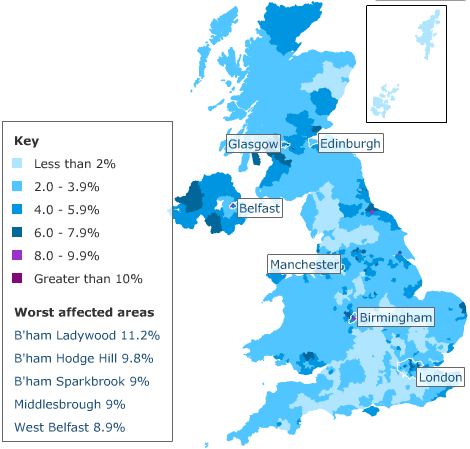 Glasgow
Edinburgh
Key
Less than 2%
2.0 - 3.9%
4.0 - 5.9%
6.0 - 7.9%
8.0 - 9.9%
Greater than 10%
Belfast
Manchester
Birmingham
London
Worst affected areas
B'ham Ladywood 11.2%
B'ham Hodge Hill 9.8%
B'ham Sparkbrook 9%
Middlesbrough 9%
West Belfast 8.9%